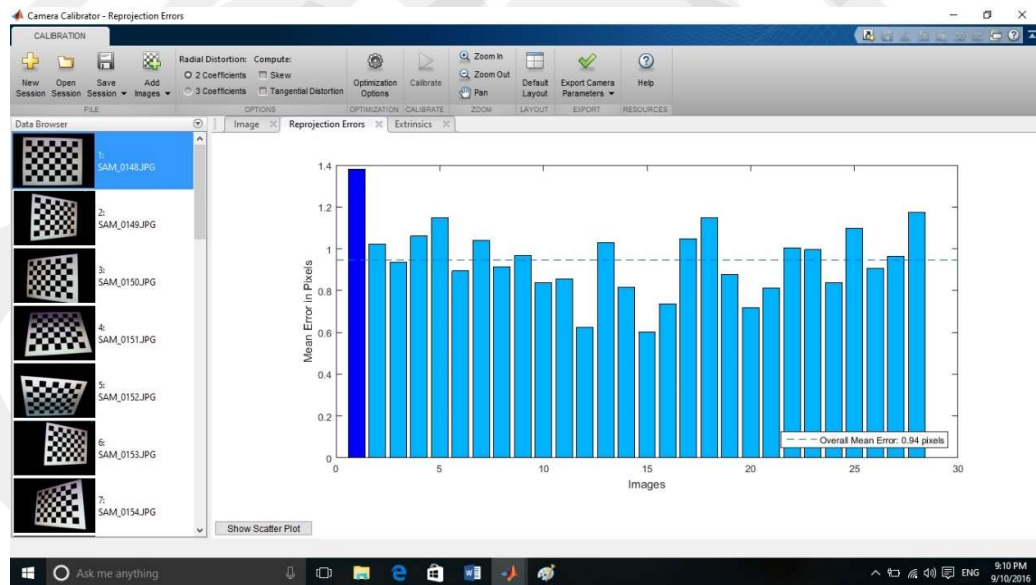 Camera Calibrator - Reprojection Errors
CALIBRATION
New Session
Open Session
Save Session
Add Images
Radial Distortion:
2 Coefficients
3 Coefficients
Compute:
Skew
Tangential Distortion
Optimization Options
Calibrate
Zoom In
Zoom Out
Pan
Default Layout
Export Camera Parameters
Help
FILE
OPTIONS
OPTIMIZATION
CALIBRATE
ZOOM
LAYOUT
EXPORT
RESOURCES
Data Browser
Image
Reprojection Errors
Extrinsics
1:
SAM_0148.JPG
2:
SAM_0149.JPG
3:
SAM_0150.JPG
4:
SAM_0151.JPG
5:
SAM_0152.JPG
6:
SAM_0153.JPG
7:
SAM_0154.JPG
Mean Error in Pixels
1.4
1.2
1
0.8
0.6
0.4
0.2
0
0 5 10 15 20 25 30
Images
Overall Mean Error: 0.94 pixels
Show Scatter Plot
Ask me anything
ENG
9:10 PM
9/10/2016